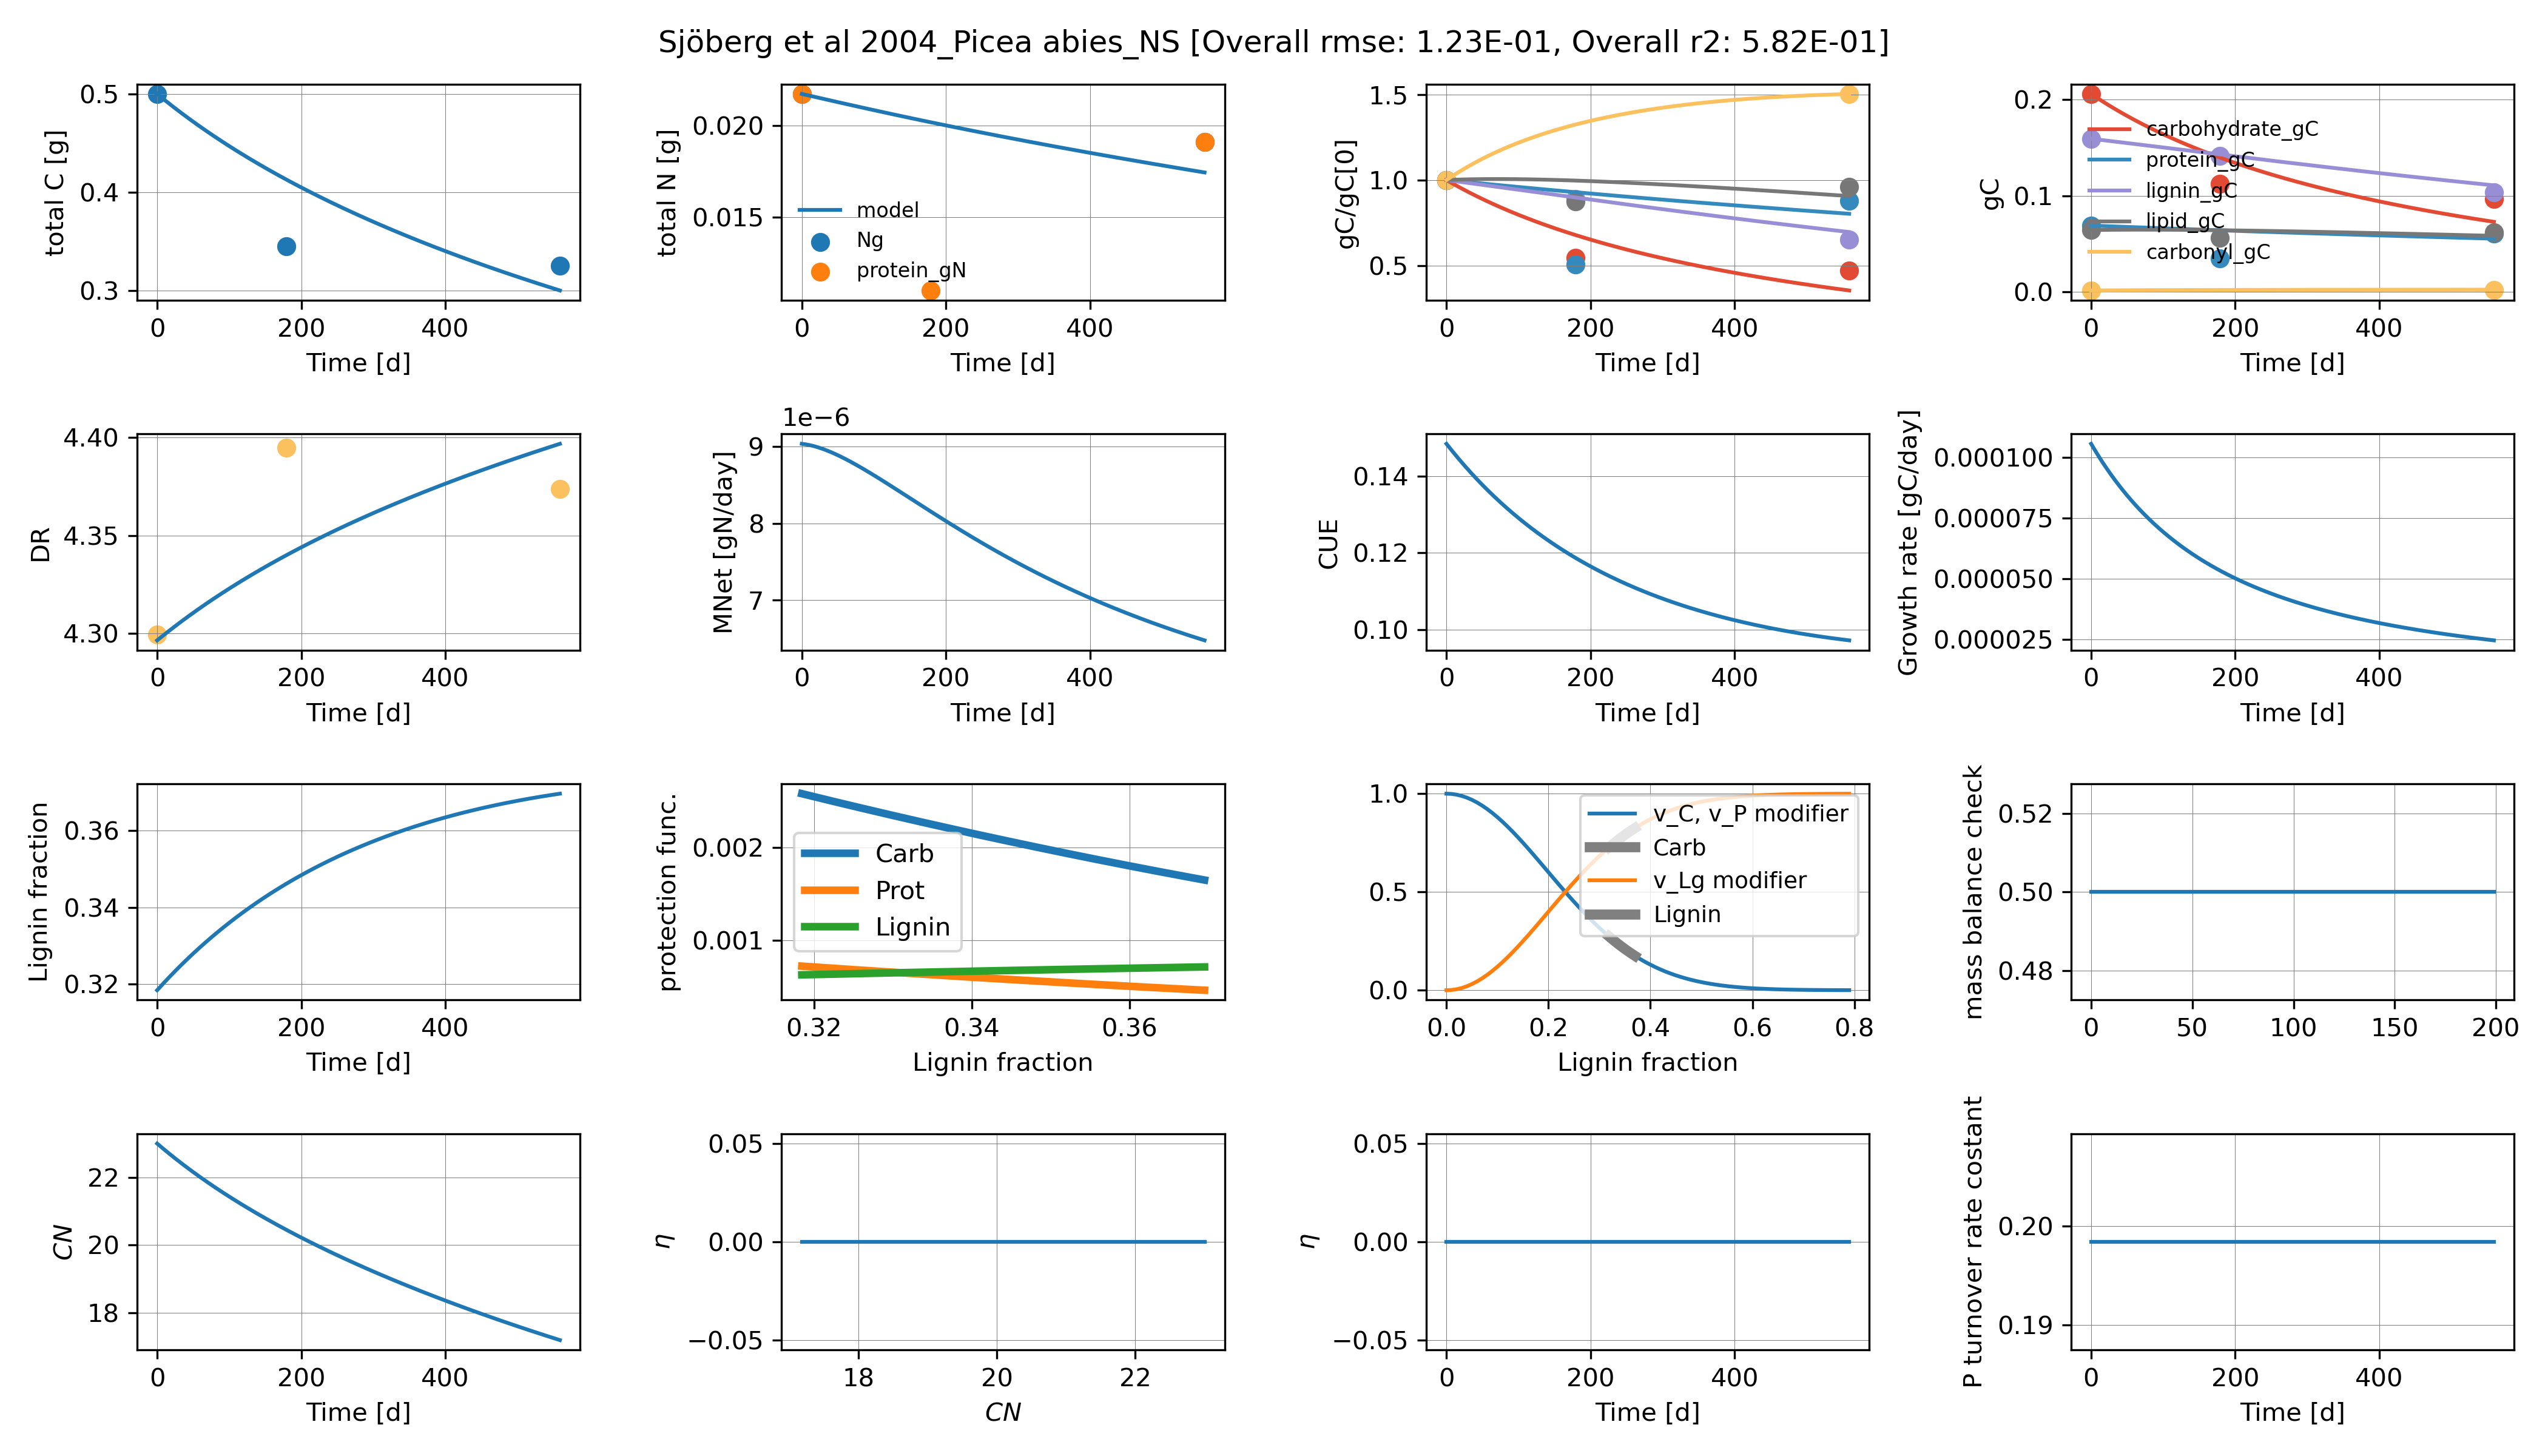 Sjöberg et al 2004_Picea abies_NS [Overall rmse: 1.23E-01, Overall r2: 5.82E-01]
total C [g]
0.5
0.4
0.3
0 200 400
Time [d]
total N [g]
0.020
0.015
model
Ng
protein_gN
0 200 400
Time [d]
gC/gC[0]
1.5
1.0
0.5
0 200 400
Time [d]
gC
0.2
0.1
0.0
carbohydrate_gC
protein_gC
lignin_gC
lipid_gC
carbonyl_gC
0 200 400
Time [d]
DR
4.40
4.35
4.30
0 200 400
Time [d]
1e−6
MNet [gN/day]
9
8
7
0 200 400
Time [d]
CUE
0.14
0.12
0.10
0 200 400
Time [d]
Growth rate [gC/day]
0.000100
0.000075
0.000050
0.000025
0 200 400
Time [d]
Lignin fraction
0.36
0.34
0.32
0 200 400
Time [d]
protection func.
0.002
0.001
Carb
Prot
Lignin
0.32 0.34 0.36
Lignin fraction
1.0
0.5
0.0
v_C, v_P modifier
Carb
v_Lg modifier
Lignin
0.0 0.2 0.4 0.6 0.8
Lignin fraction
mass balance check
0.52
0.50
0.48
0 50 100 150 200
CN
22
20
18
0 200 400
Time [d]
η
0.05
0.00
−0.05
18 20 22
CN
η
0.05
0.00
−0.05
0 200 400
Time [d]
P turnover rate costant
0.20
0.19
0 200 400
Time [d]